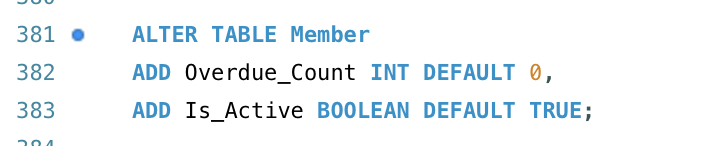 381 ALTER TABLE Member
382 ADD Overdue_Count INT DEFAULT 0,
383 ADD Is_Active BOOLEAN DEFAULT TRUE;